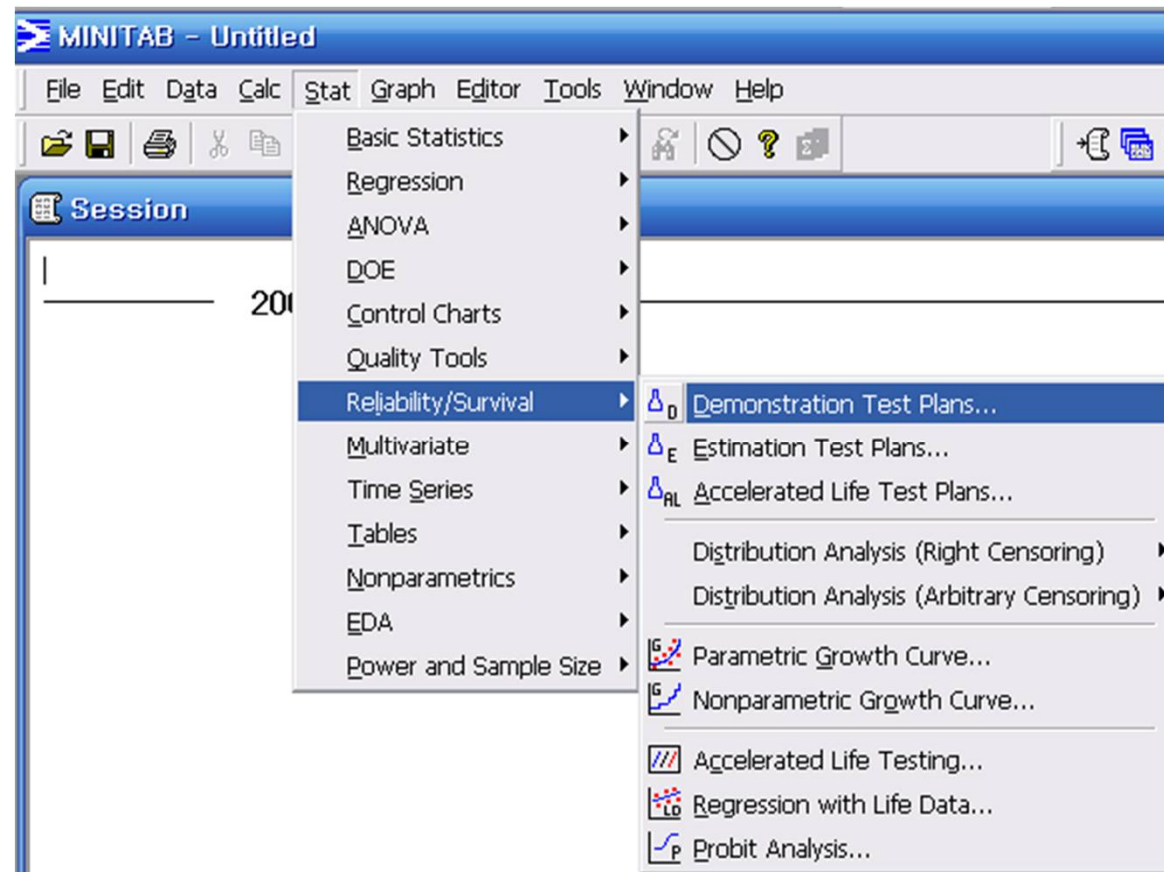 MINITAB - Untitled
File Edit Data Calc Stat Graph Editor Tools Window Help
Session
200
Basic Statistics
Regression
ANOVA
DOE
Control Charts
Quality Tools
Reliability/Survival
Multivariate
Time Series
Tables
Nonparametrics
EDA
Power and Sample Size
D Demonstration Test Plans...
E Estimation Test Plans...
AL Accelerated Life Test Plans...
Distribution Analysis (Right Censoring)
Distribution Analysis (Arbitrary Censoring)
G Parametric Growth Curve...
G Nonparametric Growth Curve...
Accelerated Life Testing...
LD Regression with Life Data...
P Probit Analysis...